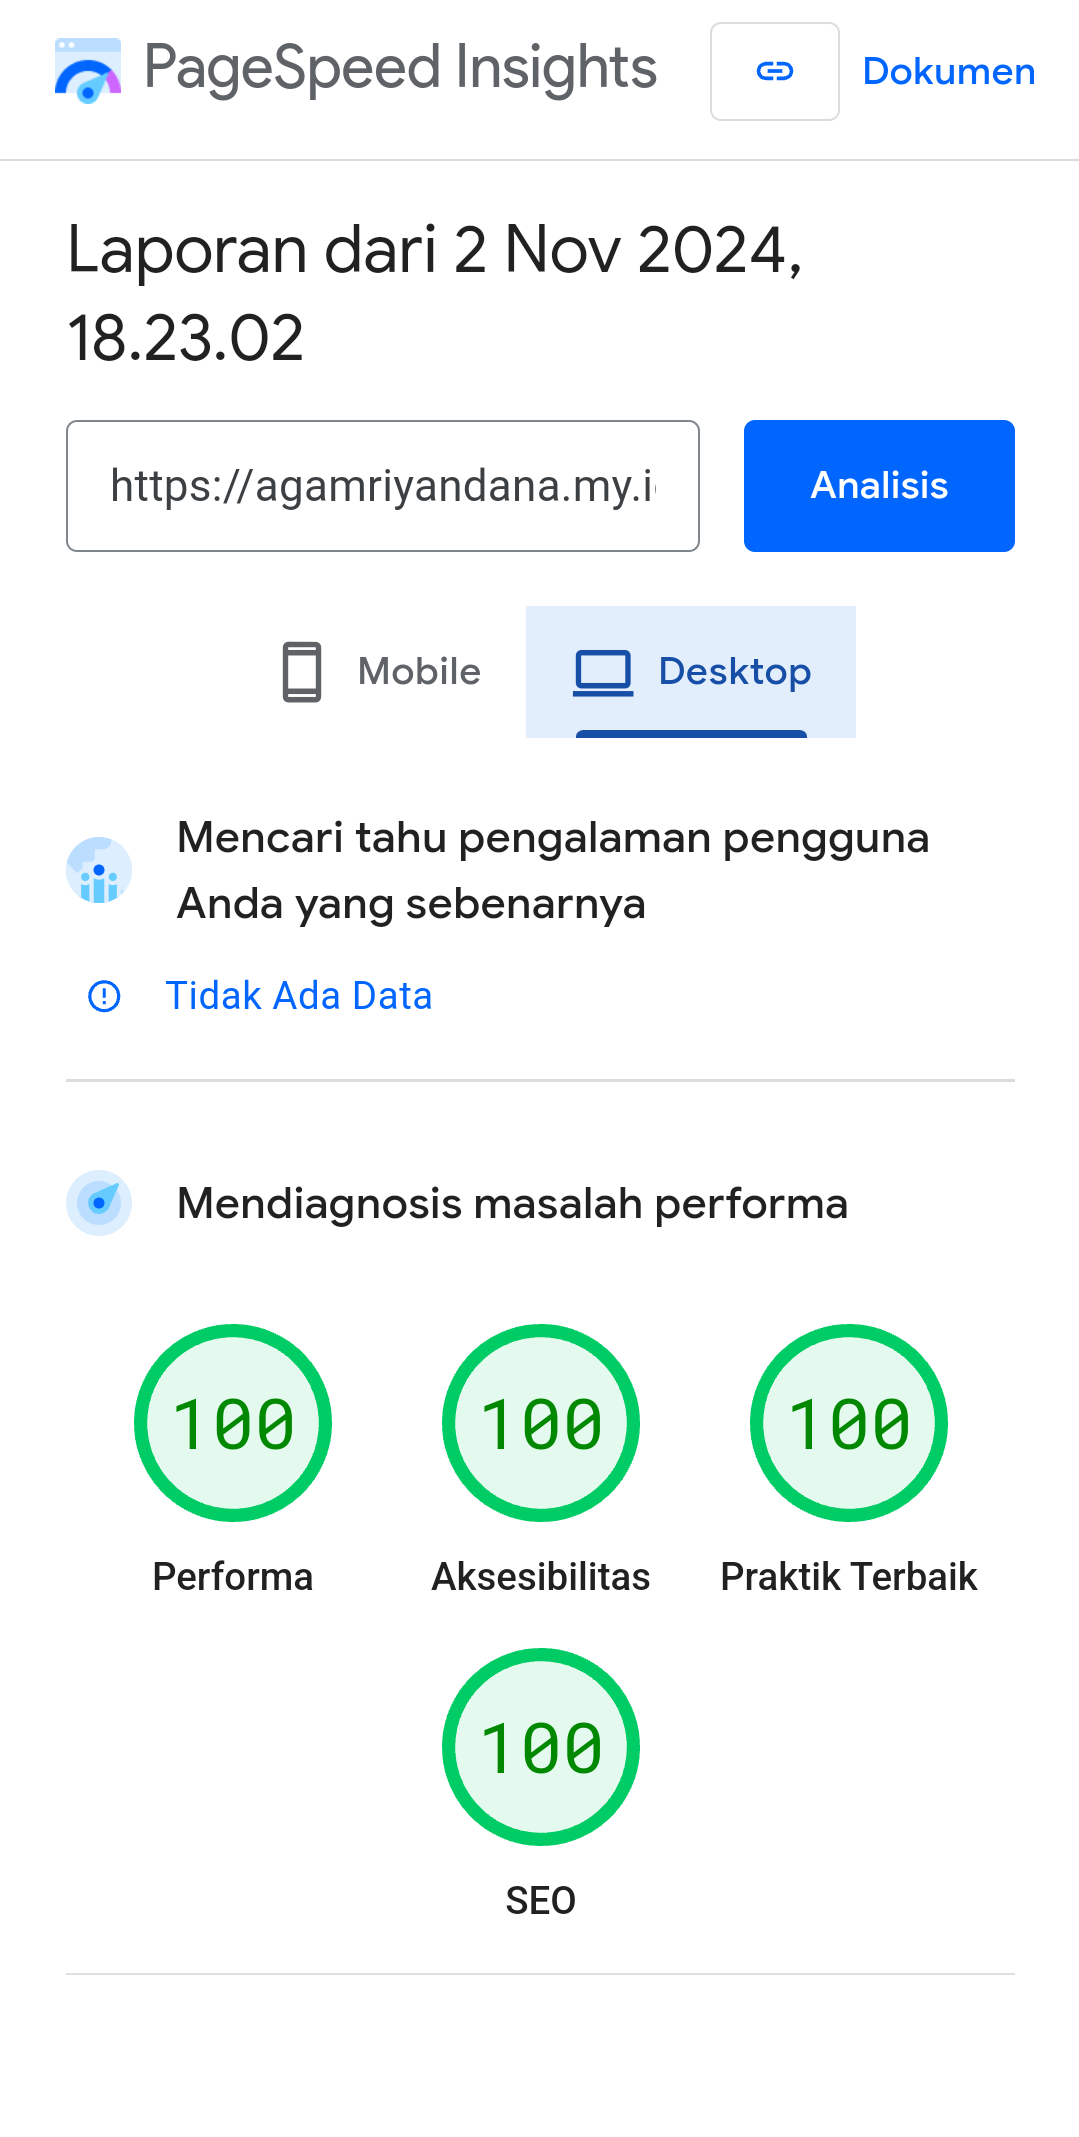 PageSpeed Insights
Dokumen
Laporan dari 2 Nov 2024,
18.23.02
https://agamriyandana.my.i
Analisis
Mobile
Desktop
Mencari tahu pengalaman pengguna
Anda yang sebenarnya
Tidak Ada Data
Mendiagnosis masalah performa
100
100
100
Performa
Aksesibilitas
Praktik Terbaik
100
SEO